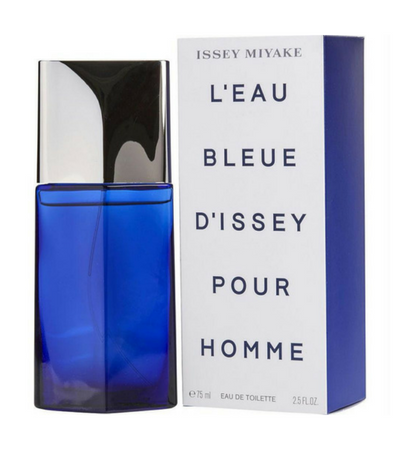 ISSEY MIYAKE
L'EAU
BLEUE
D'ISSEY
POUR
HOMME
℮ 75 ml EAU DE TOILETTE 2.5 FL.OZ.